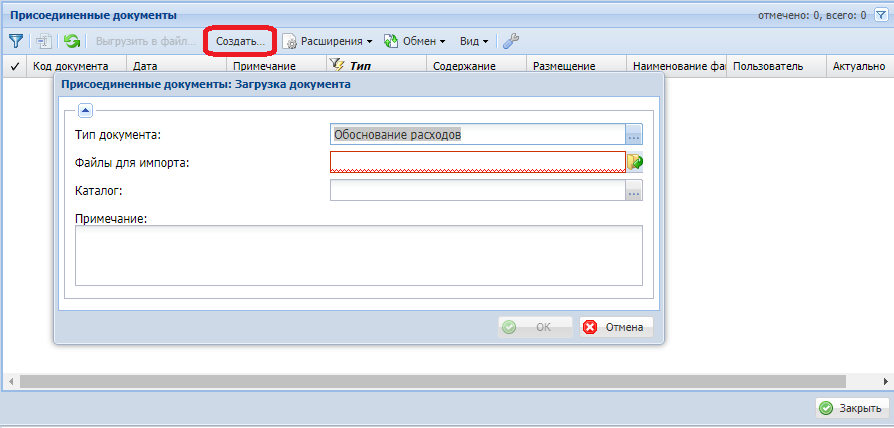 Присоединенные документы
отмечено: 0, всего: 0
Выгрузить в файл... Создать... Расширения Обмен Вид
Код документа Дата Примечание Тип Содержание Размещение Наименование фай Пользователь Актуально
Присоединенные документы: Загрузка документа
Тип документа: Обоснование расходов ...
Файлы для импорта:
Каталог: ...
Примечание:
ОК Отмена
Закрыть